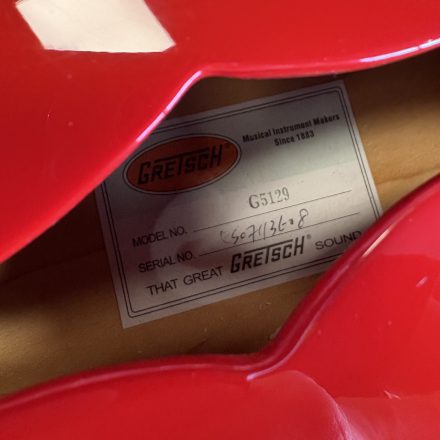 GRETSCH®
Musical Instrument Makers
Since 1883
G5129
MODEL NO.
SERIAL NO.
THAT GREAT GRETSCH® SOUND